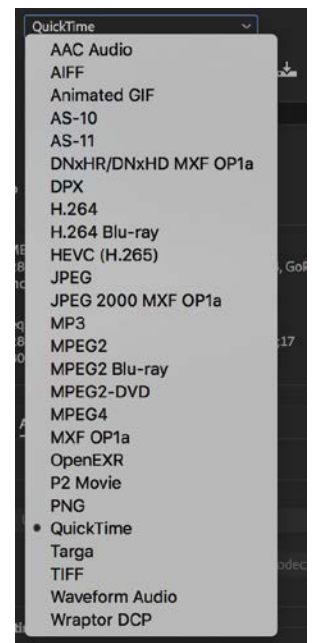 QuickTime
AAC Audio
AIFF
Animated GIF
AS-10
AS-11
DNxHR/DNxHD MXF OP1a
DPX
H.264
H.264 Blu-ray
HEVC (H.265)
JPEG
JPEG 2000 MXF OP1a
MP3
MPEG2
MPEG2 Blu-ray
MPEG2-DVD
MPEG4
MXF OP1a
OpenEXR
P2 Movie
PNG
• QuickTime
Targa
TIFF
Waveform Audio
Wraptor DCP